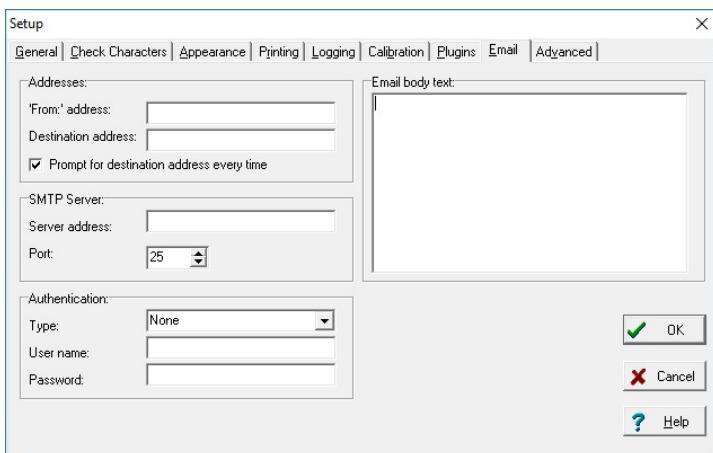 Setup
General Check Characters Appearance Printing Logging Calibration Plugins Email Advanced
Addresses:
'From:' address:
Destination address:
Prompt for destination address every time
SMTP Server:
Server address:
Port:
25
Authentication:
Type:
None
User name:
Password:
Email body text:
OK
Cancel
Help